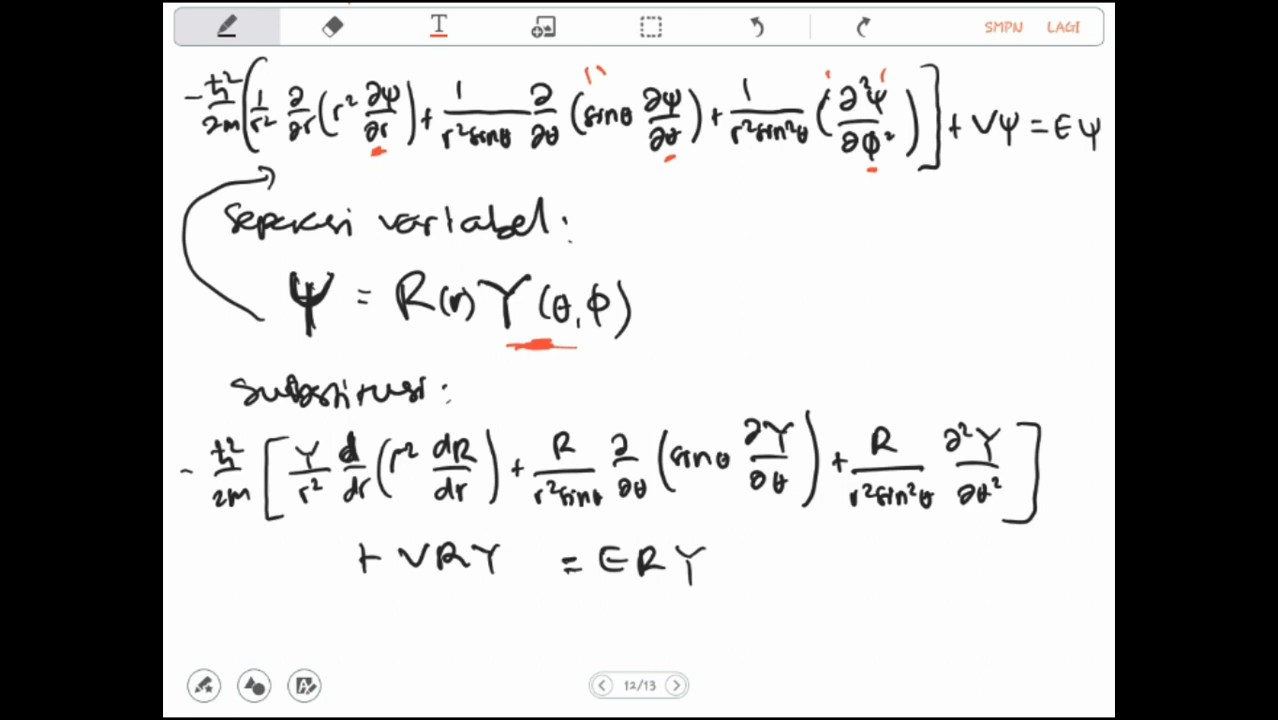 T SMPN LAGI
-ħ²/2m [1/r² ∂/∂r (r² ∂ψ/∂r) + 1/(r² sinθ) ∂/∂θ (sinθ ∂ψ/∂θ) + 1/(r² sin²θ) (∂²ψ/∂ϕ²)] + Vψ = Eψ
Separasi variabel:
Ψ = R(r) Y(θ,ϕ)
Substitusi:
-ħ²/2m [Y/r² d/dr (r² dR/dr) + R/(r² sinθ) ∂/∂θ (sinθ ∂Y/∂θ) + R/(r² sin²θ) ∂²Y/∂θ²]
+ VRY = ERY
12/13